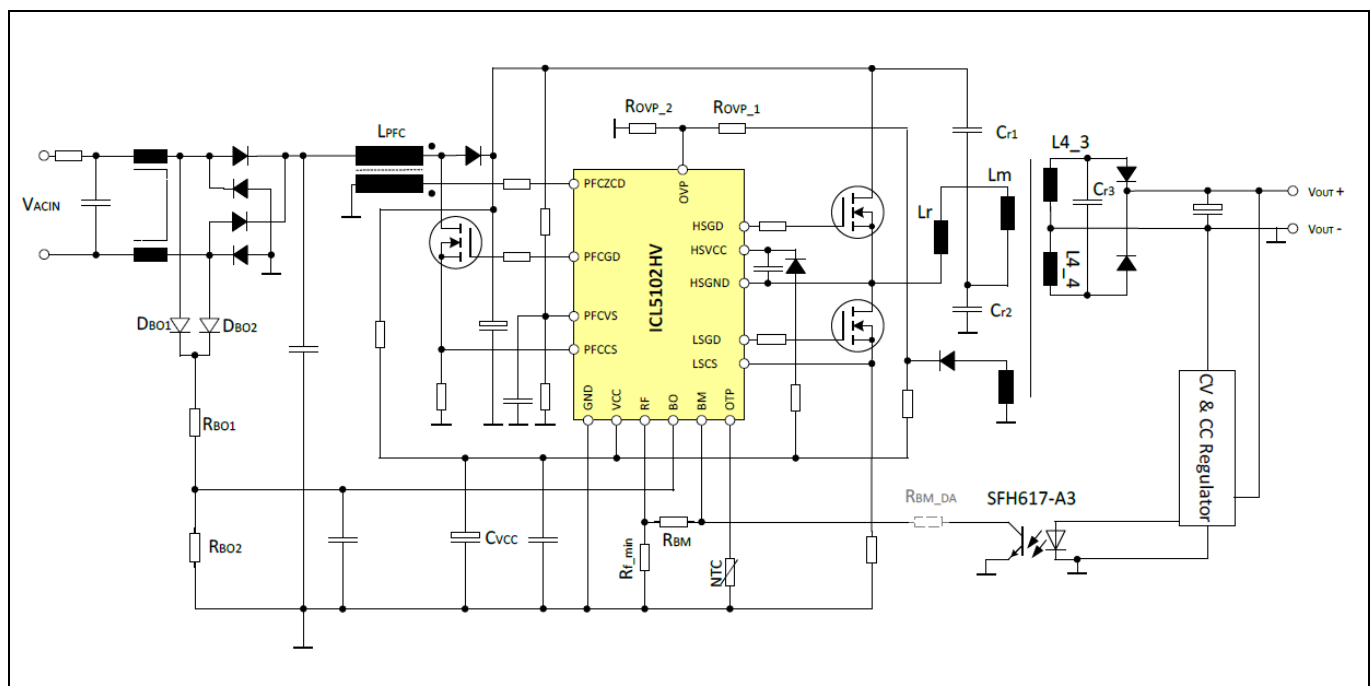 ROVP_2
ROVP_1
LPFC
Cr1
L4_3
PFCZCD
OVP
Lm
Cr3
VOUT +
VACIN
HSGD
Lr
VOUT -
HSVCC
PFCGD
ICL5102HV
L4_4
HSGND
DBO1
DBO2
PFCVS
Cr2
PFCCS
LSGD
LSCS
GND
VCC
RF
BO
BM
OTP
RBO1
CV & CC Regulator
RBM_DA
SFH617-A3
RBO2
CVCC
RBM
Rf_min
NTC